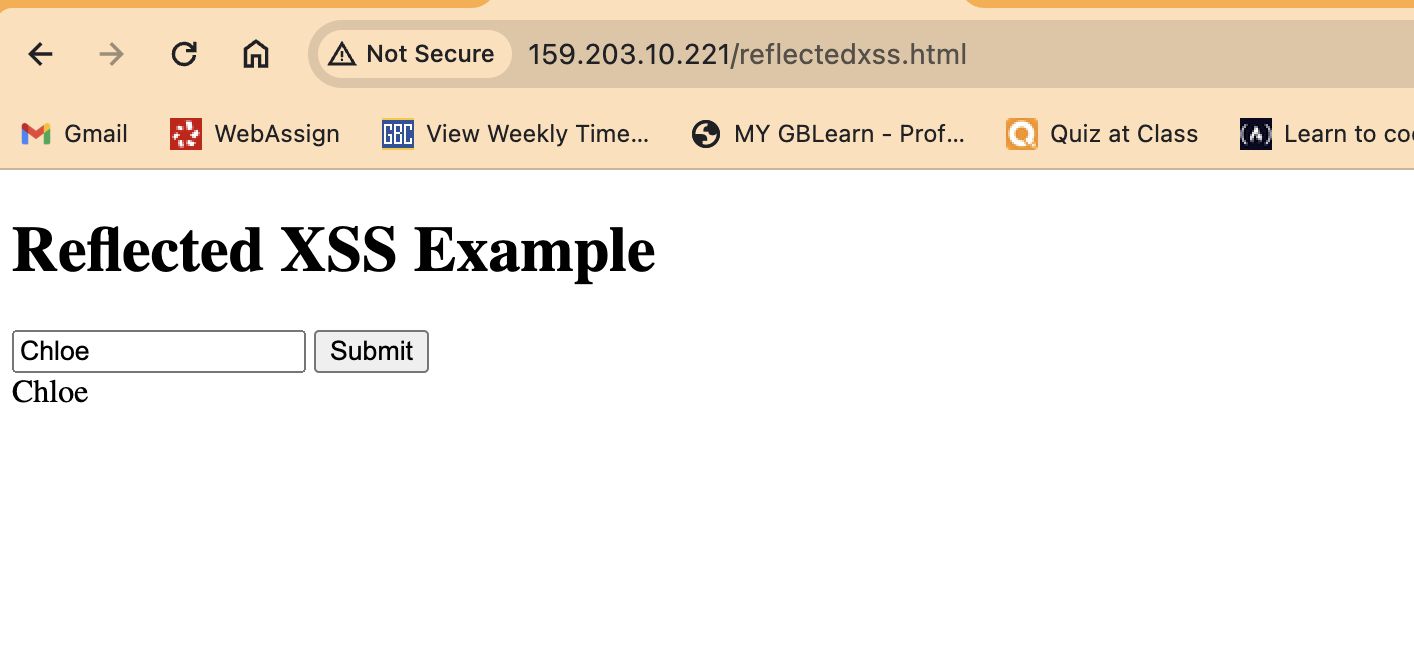 Not Secure 159.203.10.221/reflectedxss.html
Gmail WebAssign GBC View Weekly Time... MY GBLearn - Prof... Quiz at Class (A) Learn to co
Reflected XSS Example
Chloe Submit
Chloe